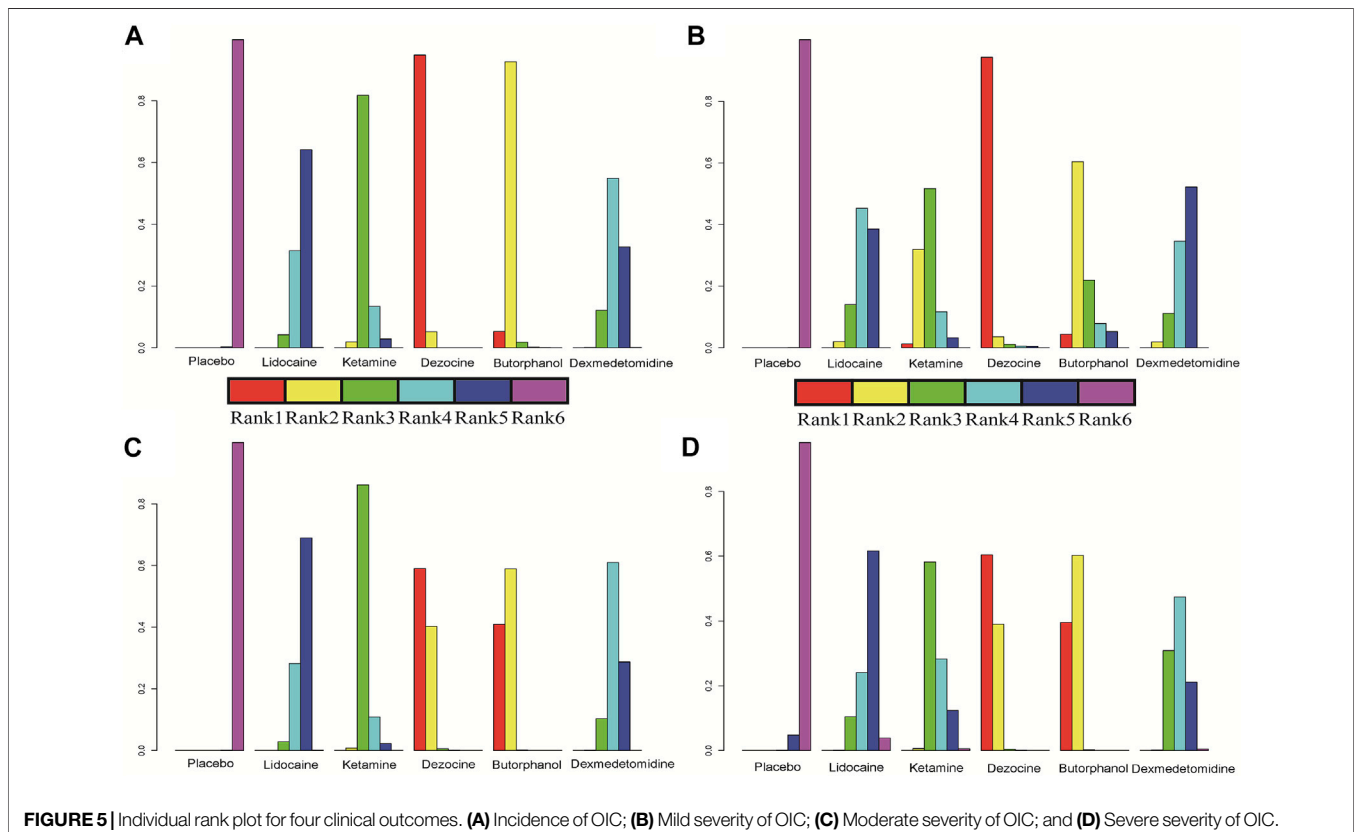 A
B
0.0 0.2 0.4 0.6 0.8
0.0 0.2 0.4 0.6 0.8
Placebo Lidocaine Ketamine Dezocine Butorphanol Dexmedetomidine
Placebo Lidocaine Ketamine Dezocine Butorphanol Dexmedetomidine
Rank1 Rank2 Rank3 Rank4 Rank5 Rank6
Rank1 Rank2 Rank3 Rank4 Rank5 Rank6
C
D
0.0 0.2 0.4 0.6 0.8
0.0 0.2 0.4 0.6 0.8
Placebo Lidocaine Ketamine Dezocine Butorphanol Dexmedetomidine
Placebo Lidocaine Ketamine Dezocine Butorphanol Dexmedetomidine
FIGURE 5 | Individual rank plot for four clinical outcomes. (A) Incidence of OIC; (B) Mild severity of OIC; (C) Moderate severity of OIC; and (D) Severe severity of OIC.